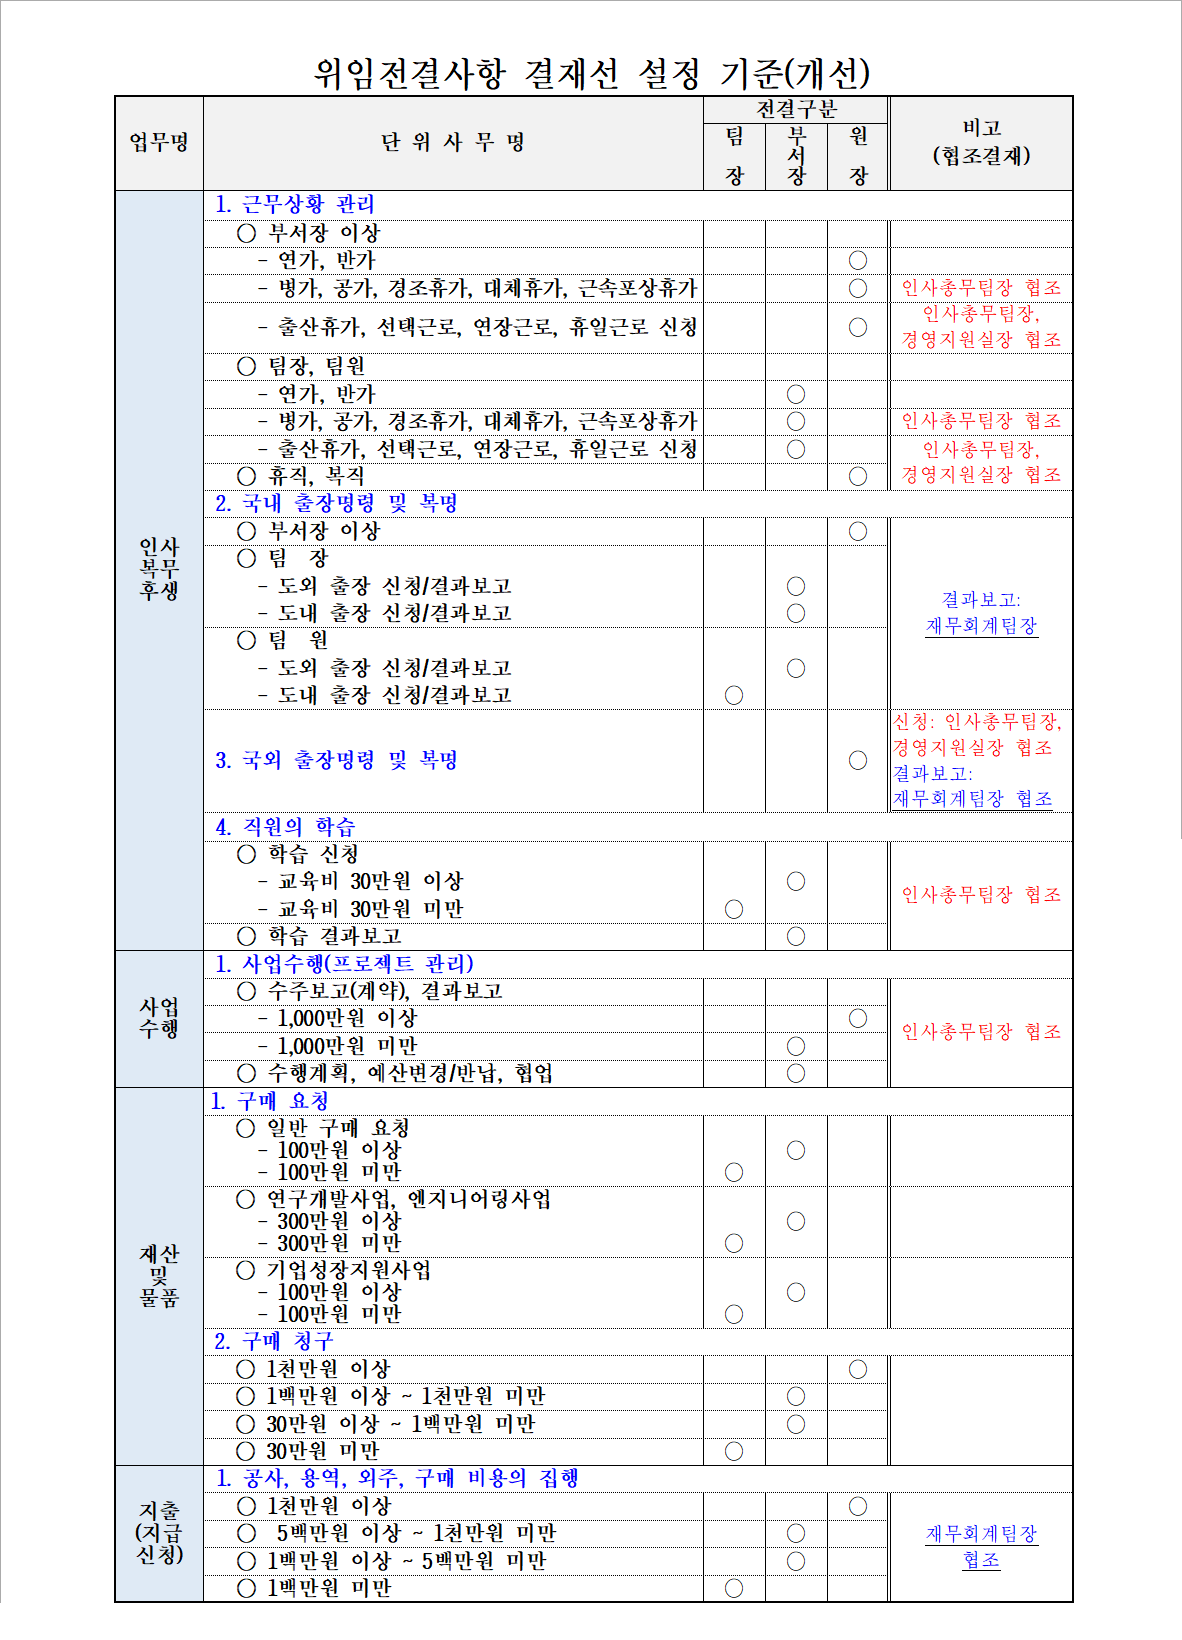 위임전결사항 결재선 설정 기준(개선)
업무명
단 위 사 무 명
전결구분
팀 장
부서장
원 장
비고
(협조결재)
인사
복무
후생
1. 근무상황 관리
○ 부서장 이상
- 연가, 반가 ○
- 병가, 공가, 경조휴가, 대체휴가, 근속포상휴가 ○ 인사총무팀장 협조
- 출산휴가, 선택근로, 연장근로, 휴일근로 신청 ○
인사총무팀장,
경영지원실장 협조
○ 팀장, 팀원
- 연가, 반가 ○
- 병가, 공가, 경조휴가, 대체휴가, 근속포상휴가 ○ 인사총무팀장 협조
- 출산휴가, 선택근로, 연장근로, 휴일근로 신청 ○ 인사총무팀장,
○ 휴직, 복직 ○ 경영지원실장 협조
2. 국내 출장명령 및 복명
○ 부서장 이상 ○
○ 팀 장
- 도외 출장 신청/결과보고 ○
- 도내 출장 신청/결과보고 ○
○ 팀 원
- 도외 출장 신청/결과보고 ○
- 도내 출장 신청/결과보고 ○
결과보고:
재무회계팀장
3. 국외 출장명령 및 복명 ○
신청: 인사총무팀장,
경영지원실장 협조
결과보고:
재무회계팀장 협조
4. 직원의 학습
○ 학습 신청
- 교육비 30만원 이상 ○
- 교육비 30만원 미만 ○
○ 학습 결과보고 ○
인사총무팀장 협조
사업
수행
1. 사업수행(프로젝트 관리)
○ 수주보고(계약), 결과보고
- 1,000만원 이상 ○
- 1,000만원 미만 ○
○ 수행계획, 예산변경/반납, 협업 ○
인사총무팀장 협조
재산
및
물품
1. 구매 요청
○ 일반 구매 요청
- 100만원 이상 ○
- 100만원 미만 ○
○ 연구개발사업, 엔지니어링사업
- 300만원 이상 ○
- 300만원 미만 ○
○ 기업성장지원사업
- 100만원 이상 ○
- 100만원 미만 ○
2. 구매 청구
○ 1천만원 이상 ○
○ 1백만원 이상 ~ 1천만원 미만 ○
○ 30만원 이상 ~ 1백만원 미만 ○
○ 30만원 미만 ○
지출
(지급
신청)
1. 공사, 용역, 외주, 구매 비용의 집행
○ 1천만원 이상 ○
○ 5백만원 이상 ~ 1천만원 미만 ○
○ 1백만원 이상 ~ 5백만원 미만 ○
○ 1백만원 미만 ○
재무회계팀장
협조